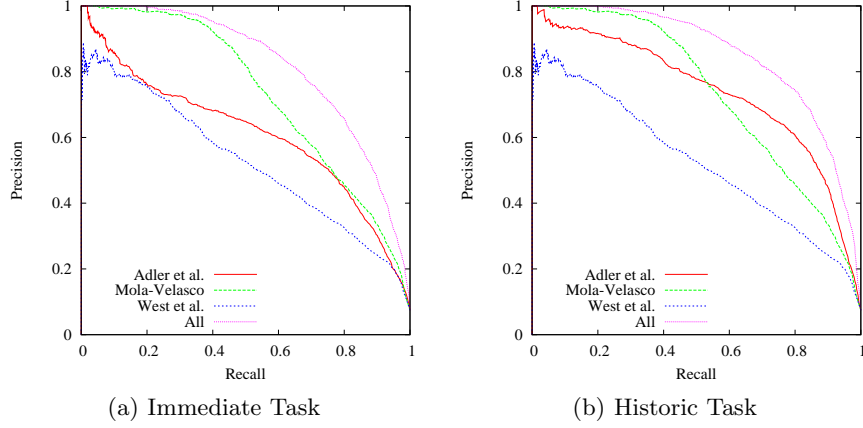 1
0.8
0.6
0.4
0.2
0
0 0.2 0.4 0.6 0.8 1
Precision
Recall
Adler et al.
Mola-Velasco
West et al.
All
(a) Immediate Task
1
0.8
0.6
0.4
0.2
0
0 0.2 0.4 0.6 0.8 1
Precision
Recall
Adler et al.
Mola-Velasco
West et al.
All
(b) Historic Task